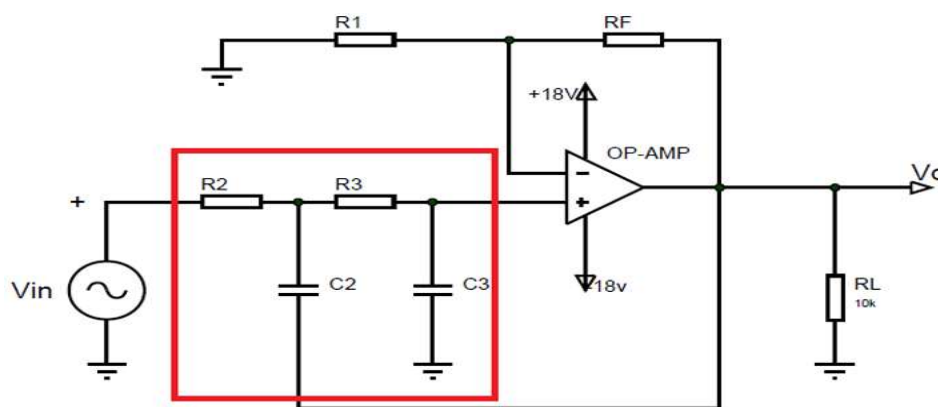 R1
RF
+18V
OP-AMP
R2
R3
+
Vo
Vin
C2
C3
-
+
-18v
RL
10k